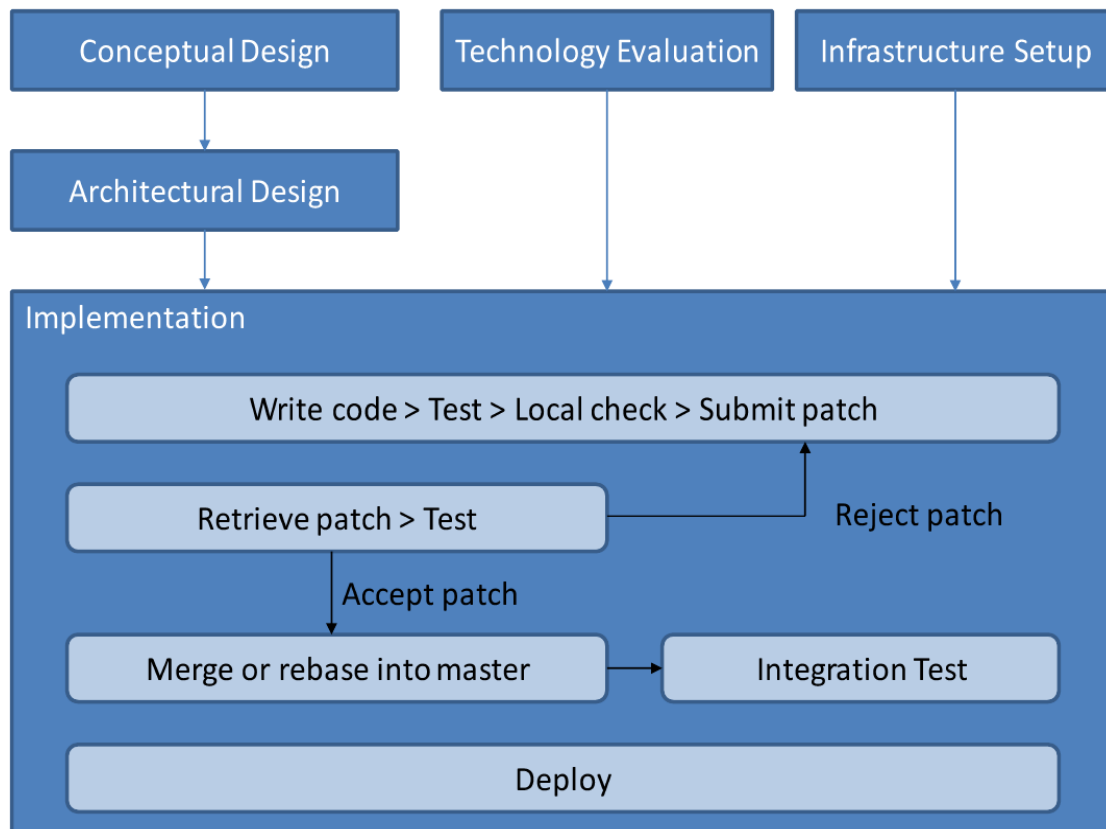 Conceptual Design
Technology Evaluation
Infrastructure Setup
Architectural Design
Implementation
Write code > Test > Local check > Submit patch
Retrieve patch > Test
Reject patch
Accept patch
Merge or rebase into master
Integration Test
Deploy